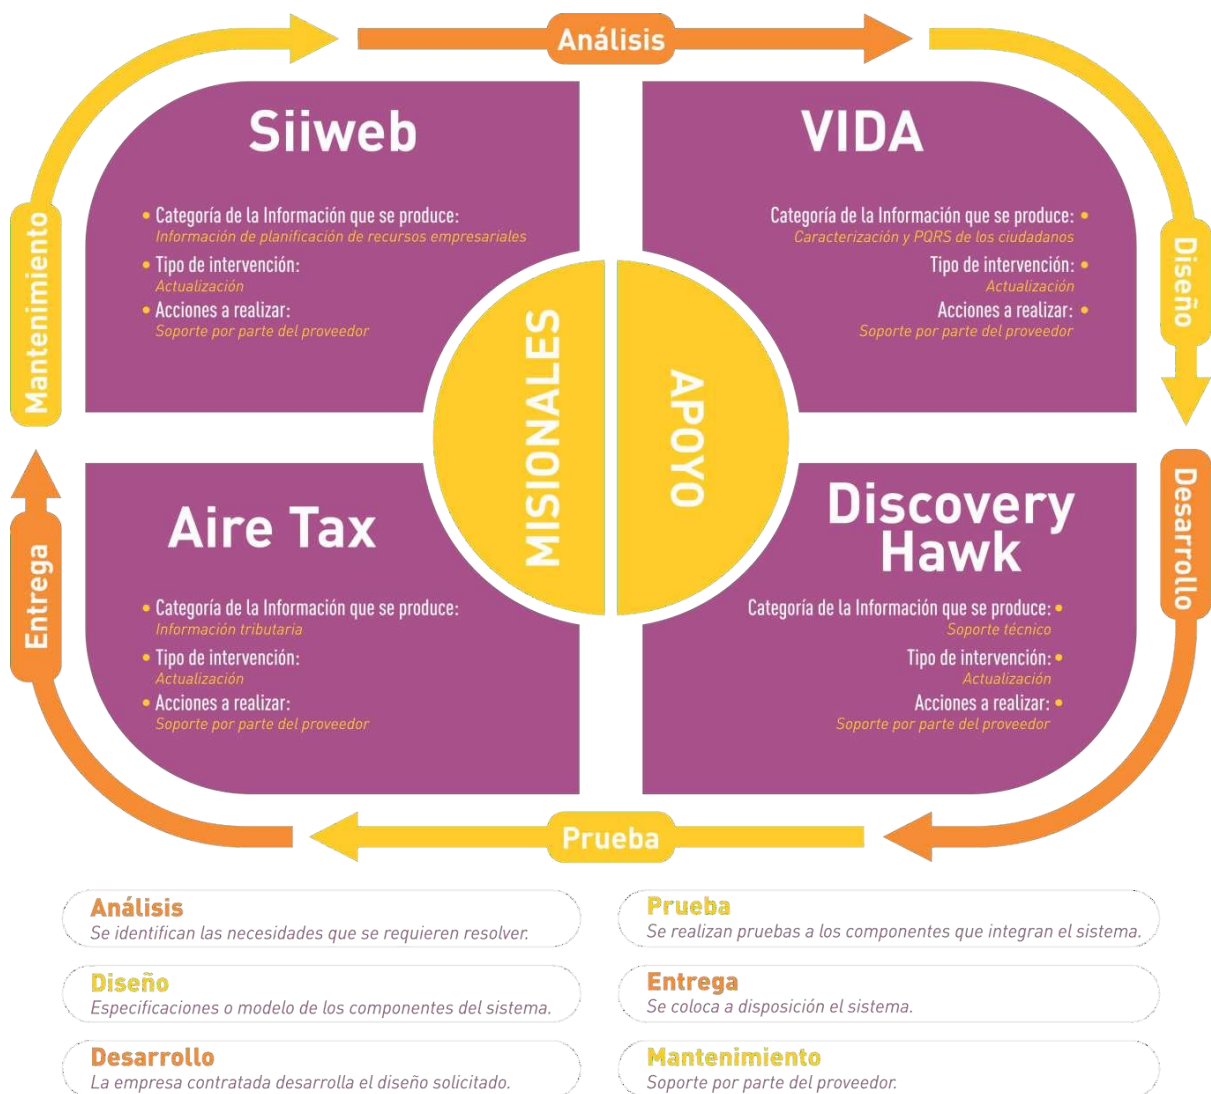 Análisis
Siiweb
• Categoría de la Información que se produce:
Información de planificación de recursos empresariales
• Tipo de intervención:
Actualización
• Acciones a realizar:
Soporte por parte del proveedor
VIDA
Categoría de la Información que se produce: •
Caracterización y PQRS de los ciudadanos
Tipo de intervención: •
Actualización
Acciones a realizar: •
Soporte por parte del proveedor
Mantenimiento
Diseño
MISIONALES
APOYO
Aire Tax
• Categoría de la Información que se produce:
Información tributaria
• Tipo de intervención:
Actualización
• Acciones a realizar:
Soporte por parte del proveedor
Discovery
Hawk
Categoría de la Información que se produce: •
Soporte técnico
Tipo de intervención: •
Actualización
Acciones a realizar: •
Soporte por parte del proveedor
Entrega
Desarrollo
Prueba
Análisis
Se identifican las necesidades que se requieren resolver.
Diseño
Especificaciones o modelo de los componentes del sistema.
Desarrollo
La empresa contratada desarrolla el diseño solicitado.
Prueba
Se realizan pruebas a los componentes que integran el sistema.
Entrega
Se coloca a disposición el sistema.
Mantenimiento
Soporte por parte del proveedor.